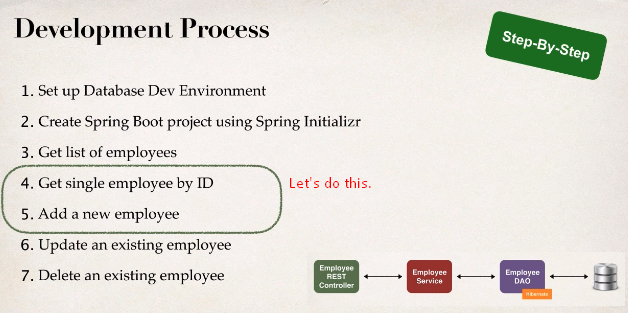 Development Process
Step-By-Step
1. Set up Database Dev Environment
2. Create Spring Boot project using Spring Initializr
3. Get list of employees
4. Get single employee by ID
Let's do this.
5. Add a new employee
6. Update an existing employee
7. Delete an existing employee
Employee
REST
Controller
Employee
Service
Employee
DAO
Hibernate